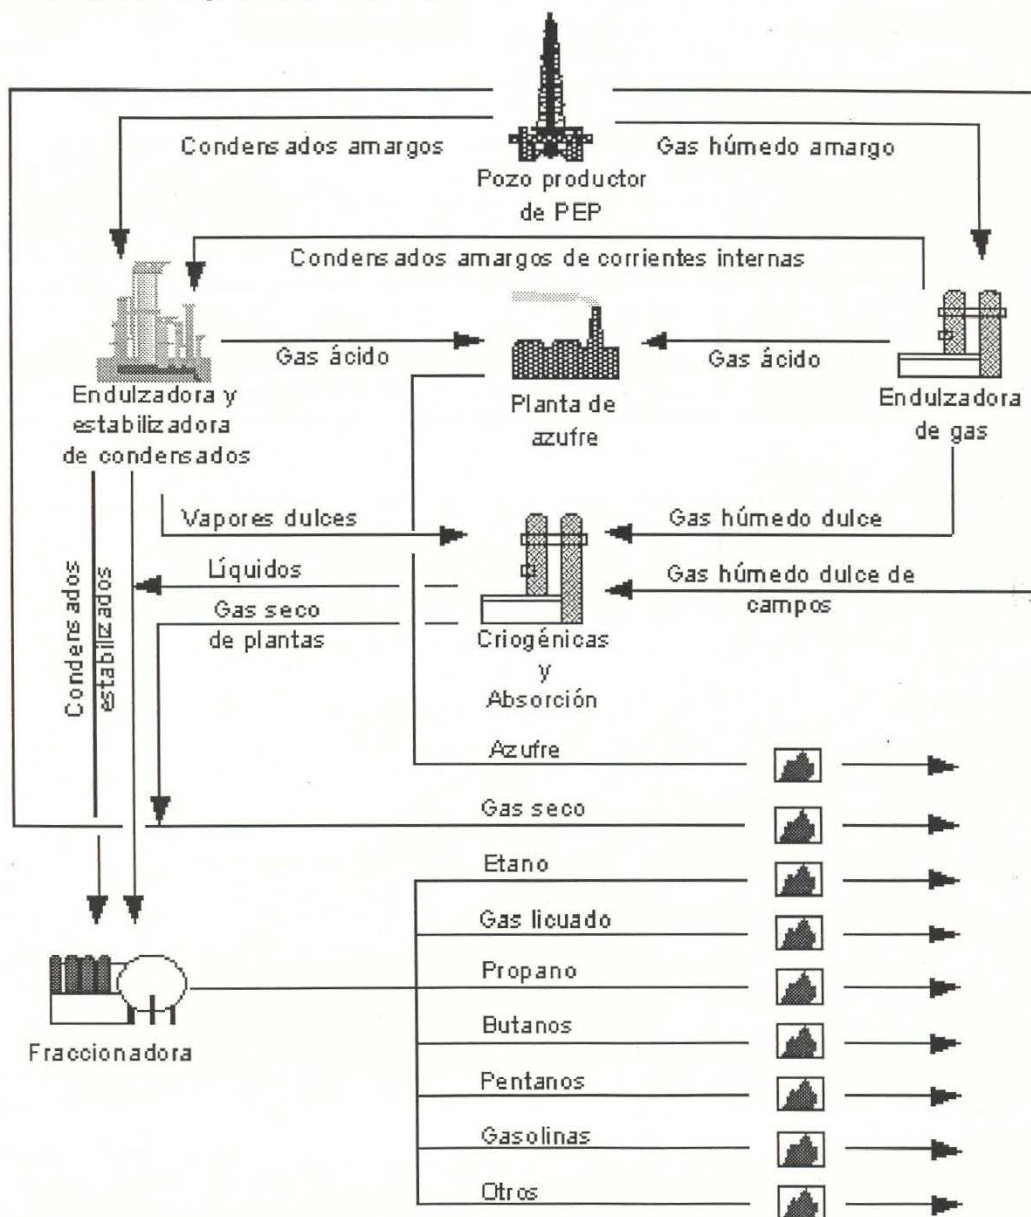 Condensados amargos
Gas húmedo amargo
Pozo productor
de PEP
Condensados amargos de corrientes internas
Gas ácido
Gas ácido
Endulzadora y
estabilizadora
de condensados
Planta de
azufre
Endulzadora
de gas
Vapores dulces
Gas húmedo dulce
Líquidos
Gas húmedo dulce de
campos
Gas seco
de plantas
Condensados
estabilizados
Criogénicas
y
Absorción
Azufre
Gas seco
Etano
Gas licuado
Propano
Butanos
Fraccionadora
Pentanos
Gasolinas
Otros